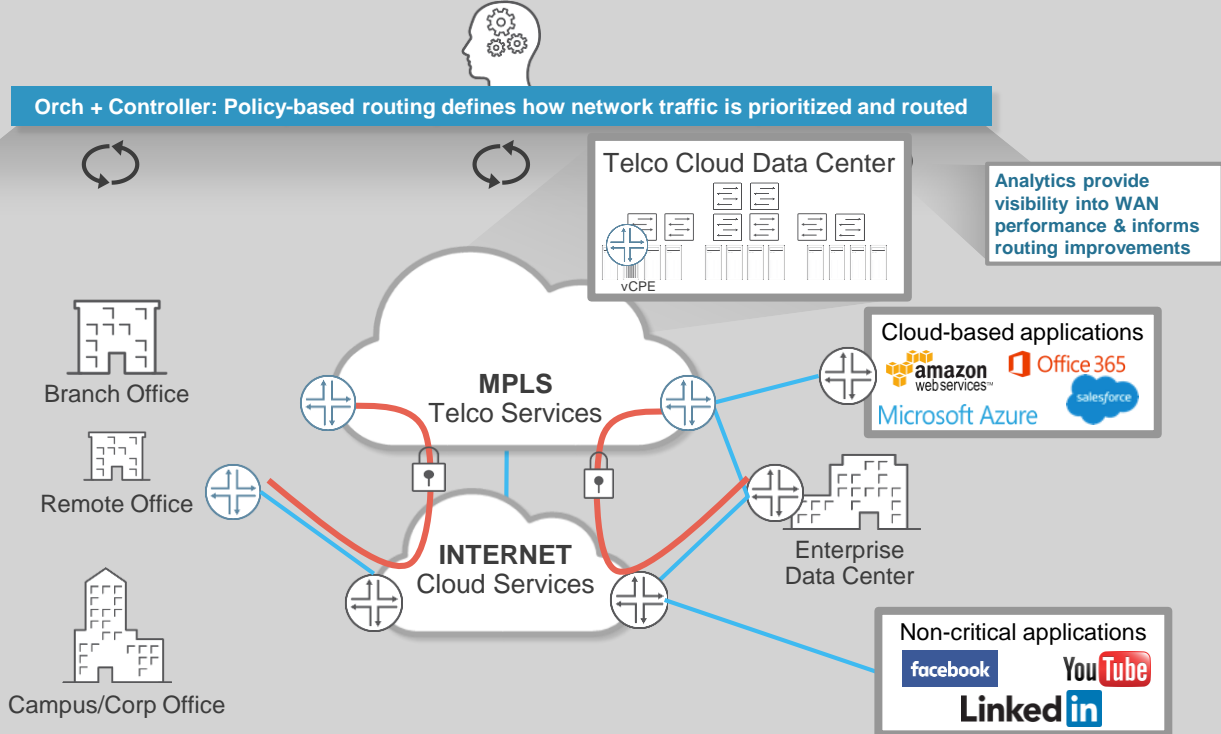 Orch + Controller: Policy-based routing defines how network traffic is prioritized and routed
Telco Cloud Data Center
vCPE
Analytics provide
visibility into WAN
performance & informs
routing improvements
Branch Office
MPLS
Telco Services
Cloud-based applications
amazon
webservices™
Office 365
Microsoft Azure
salesforce
Remote Office
INTERNET
Cloud Services
Enterprise
Data Center
Campus/Corp Office
Non-critical applications
facebook
YouTube
Linked in